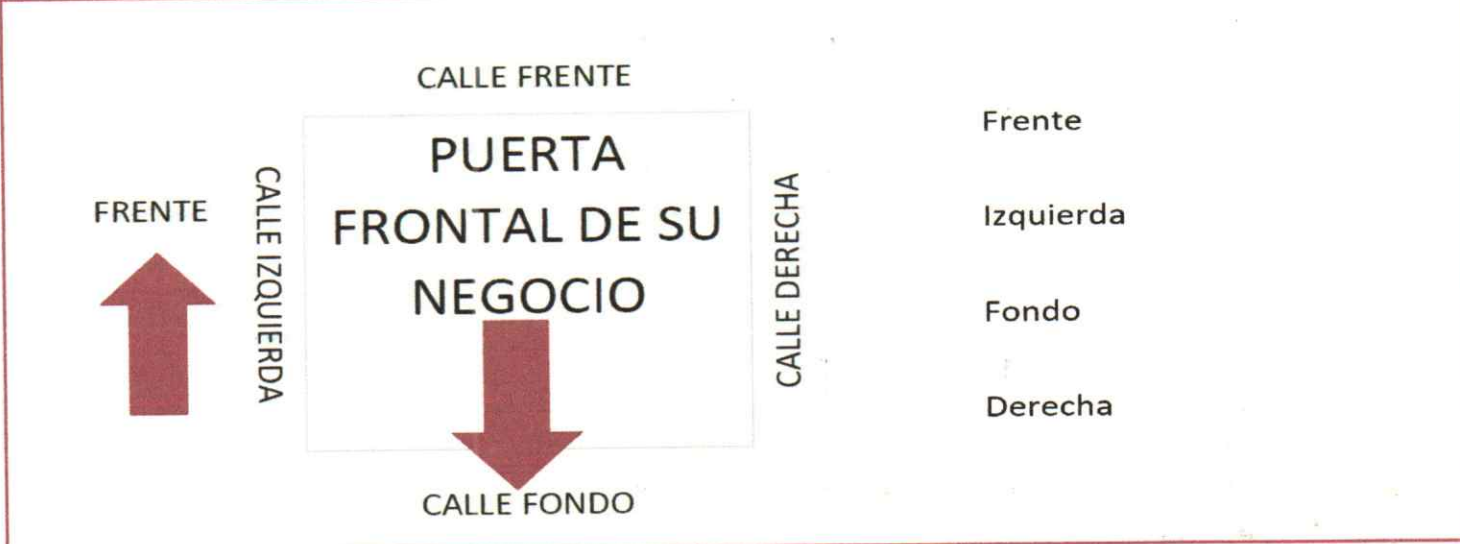 CALLE FRENTE
PUERTA
FRONTAL DE SU
NEGOCIO
FRENTE
CALLE IZQUIERDA
CALLE DERECHA
CALLE FONDO
Frente
Izquierda
Fondo
Derecha